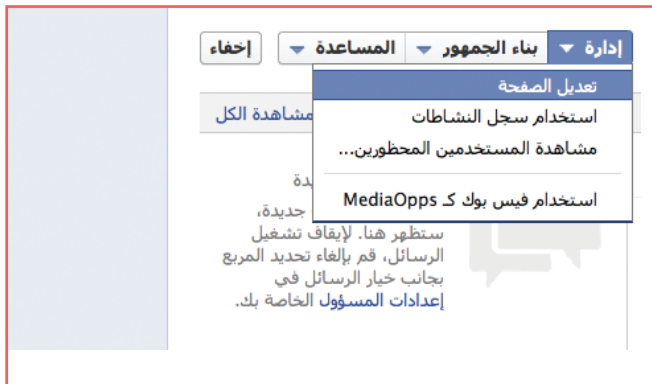 إدارة بناء الجمهور المساعدة إخفاء
تعديل الصفحة
استخدام سجل النشاطات
مشاهدة المستخدمين المحظورين...
استخدام فيس بوك كـ MediaOpps
مشاهدة الكل
يدة
جديدة،
ستظهر هنا. لإيقاف تشغيل
الرسائل، قم بإلغاء تحديد المربع
بجانب خيار الرسائل في
إعدادات المسؤول الخاصة بك.